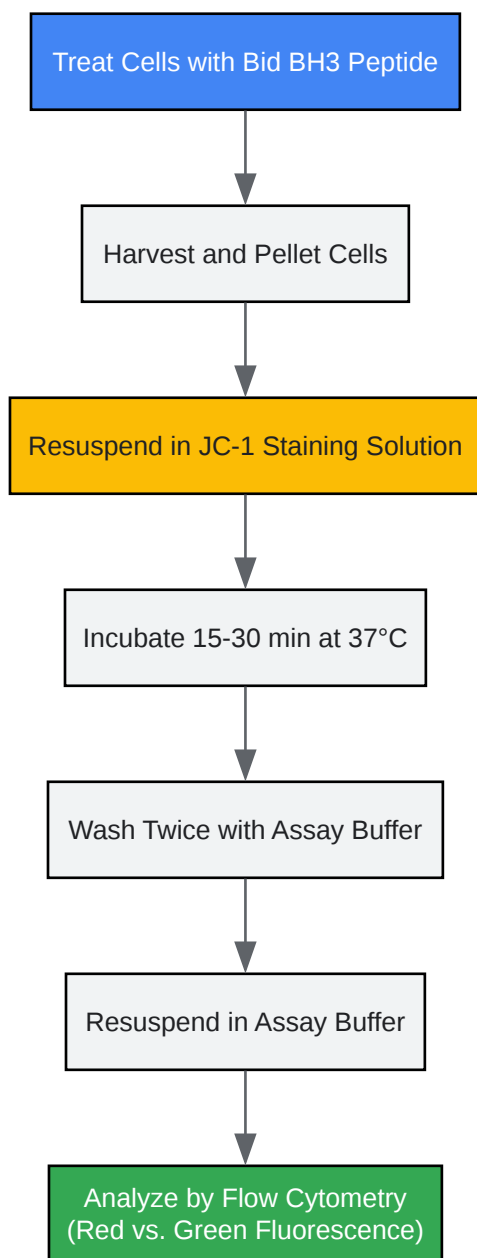 Treat Cells with Bid BH3 Peptide
Harvest and Pellet Cells
Resuspend in JC-1 Staining Solution
Incubate 15-30 min at 37°C
Wash Twice with Assay Buffer
Resuspend in Assay Buffer
Analyze by Flow Cytometry
(Red vs. Green Fluorescence)